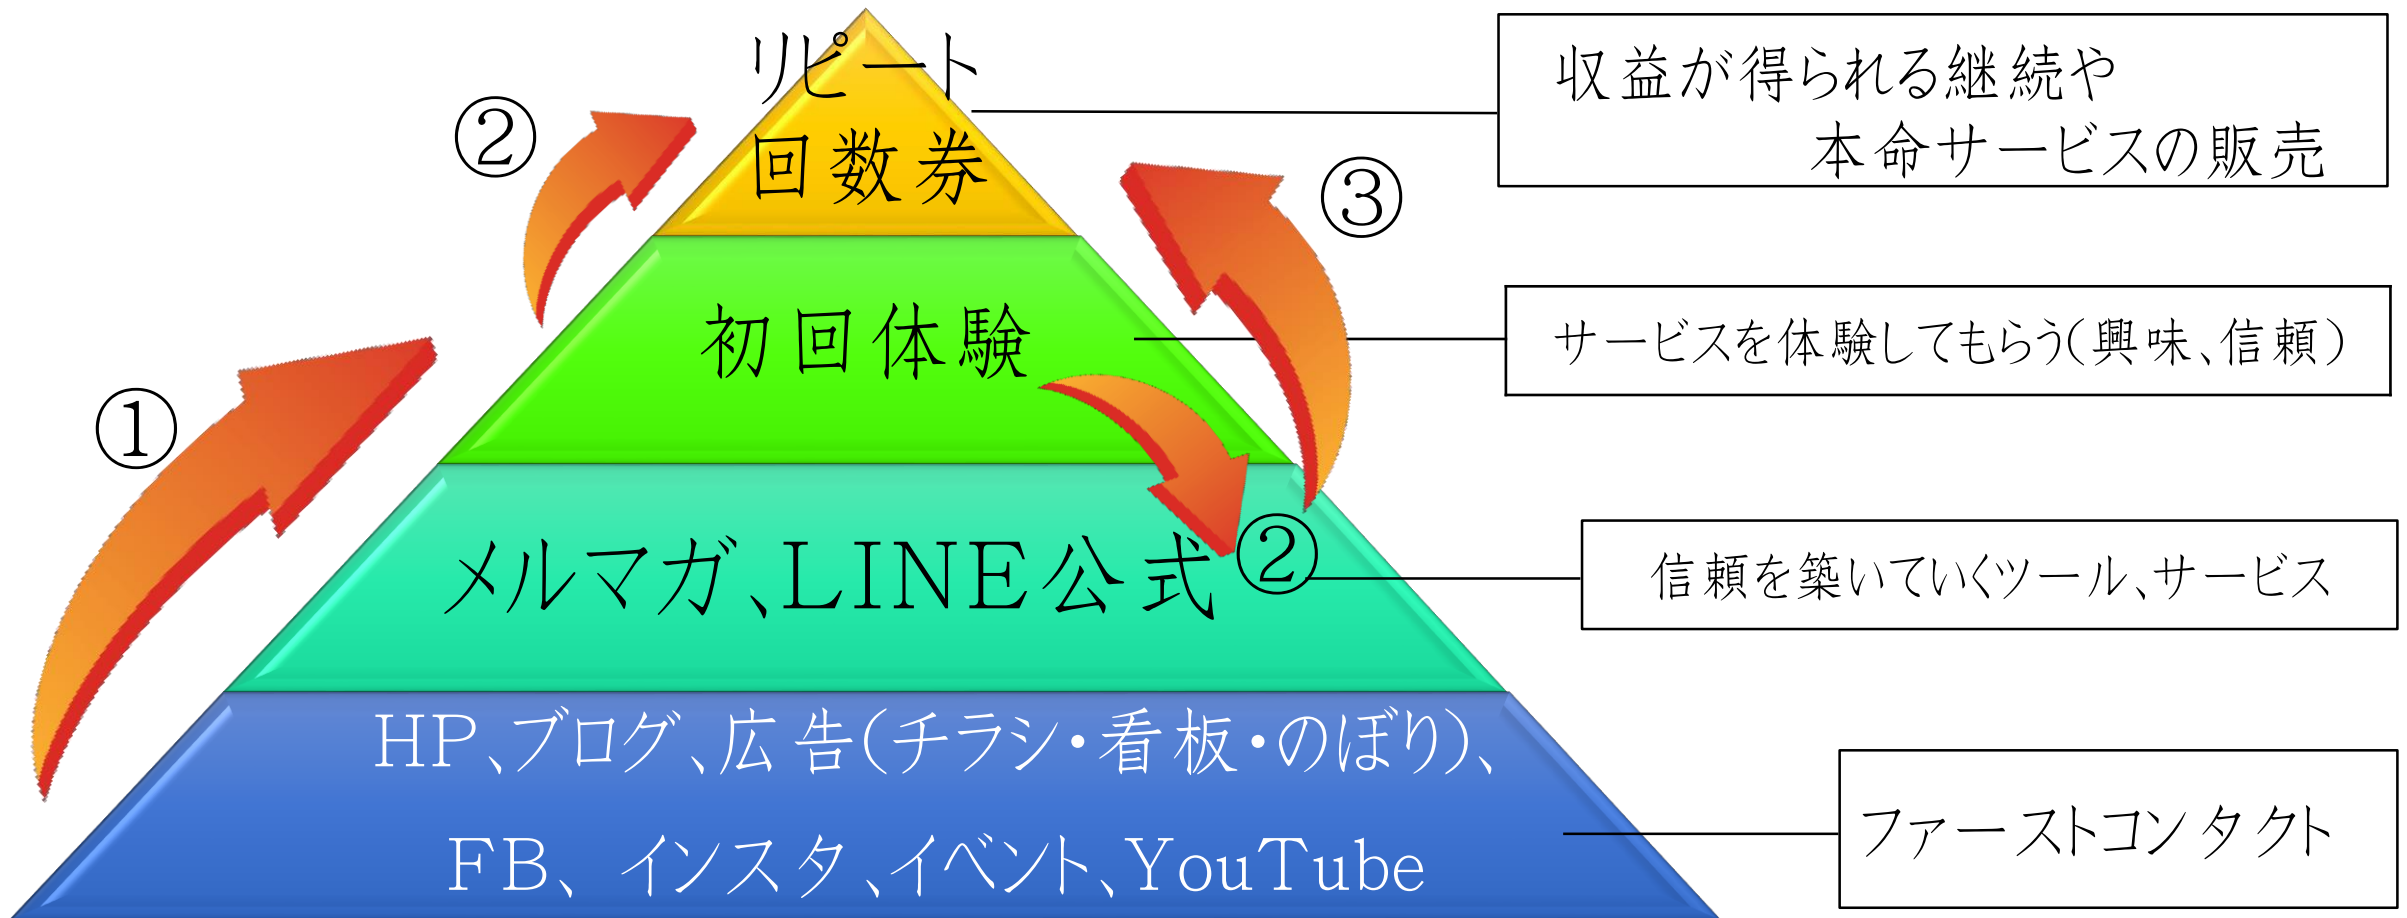 リピート
回数券
収益が得られる継続や
本命サービスの販売
②
③
初回体験
サービスを体験してもらう(興味、信頼)
①
メルマガ、LINE公式
②
信頼を築いていくツール、サービス
HP、ブログ、広告(チラシ・看板・のぼり)、
FB、インスタ、イベント、YouTube
ファーストコンタクト